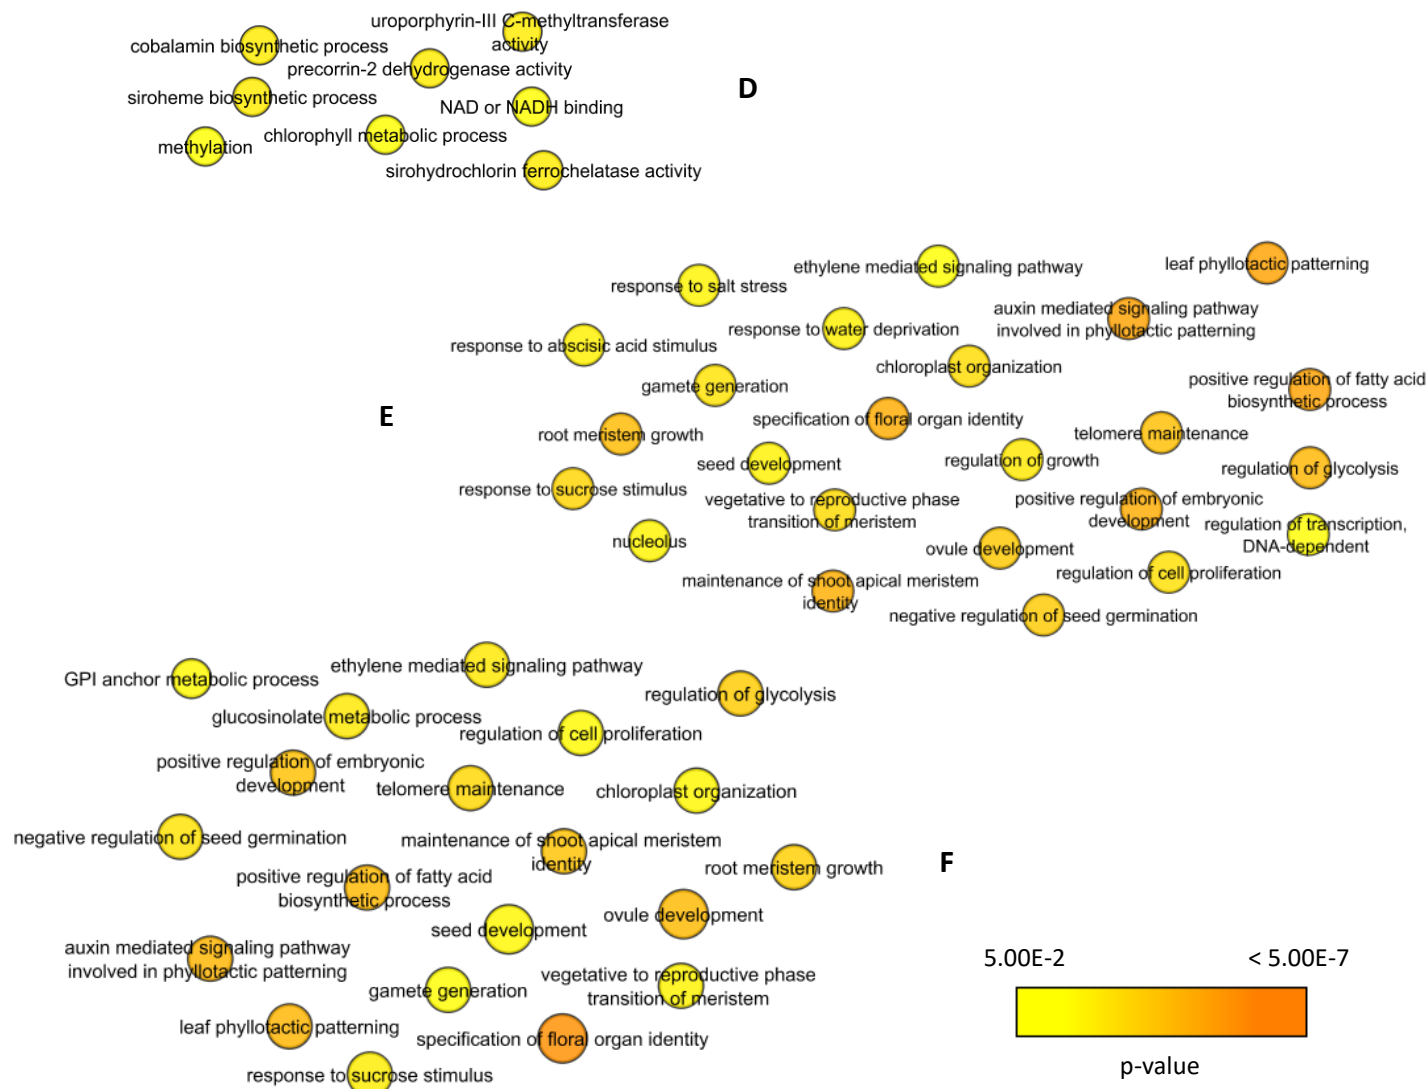 uroporphyrin-III C-methyltransferase
activity
cobalamin biosynthetic process
precorrin-2 dehydrogenase activity
D
siroheme biosynthetic process
NAD or NADH binding
chlorophyll metabolic process
methylation
sirohydrochlorin ferrochelatase activity
ethylene mediated signaling pathway
leaf phyllotactic patterning
response to salt stress
auxin mediated signaling pathway
involved in phyllotactic patterning
response to water deprivation
response to abscisic acid stimulus
chloroplast organization
gamete generation
positive regulation of fatty acid
biosynthetic process
E
specification of floral organ identity
root meristem growth
telomere maintenance
seed development
regulation of growth
regulation of glycolysis
response to sucrose stimulus
vegetative to reproductive phase
transition of meristem
positive regulation of embryonic
development
regulation of transcription,
DNA-dependent
nucleolus
ovule development
regulation of cell proliferation
maintenance of shoot apical meristem
identity
negative regulation of seed germination
ethylene mediated signaling pathway
GPI anchor metabolic process
regulation of glycolysis
glucosinolate metabolic process
regulation of cell proliferation
positive regulation of embryonic
development
telomere maintenance
chloroplast organization
negative regulation of seed germination
maintenance of shoot apical meristem
identity
root meristem growth
F
positive regulation of fatty acid
biosynthetic process
ovule development
seed development
auxin mediated signaling pathway
involved in phyllotactic patterning
vegetative to reproductive phase
transition of meristem
gamete generation
leaf phyllotactic patterning
specification of floral organ identity
response to sucrose stimulus
5.00E-2
< 5.00E-7
p-value